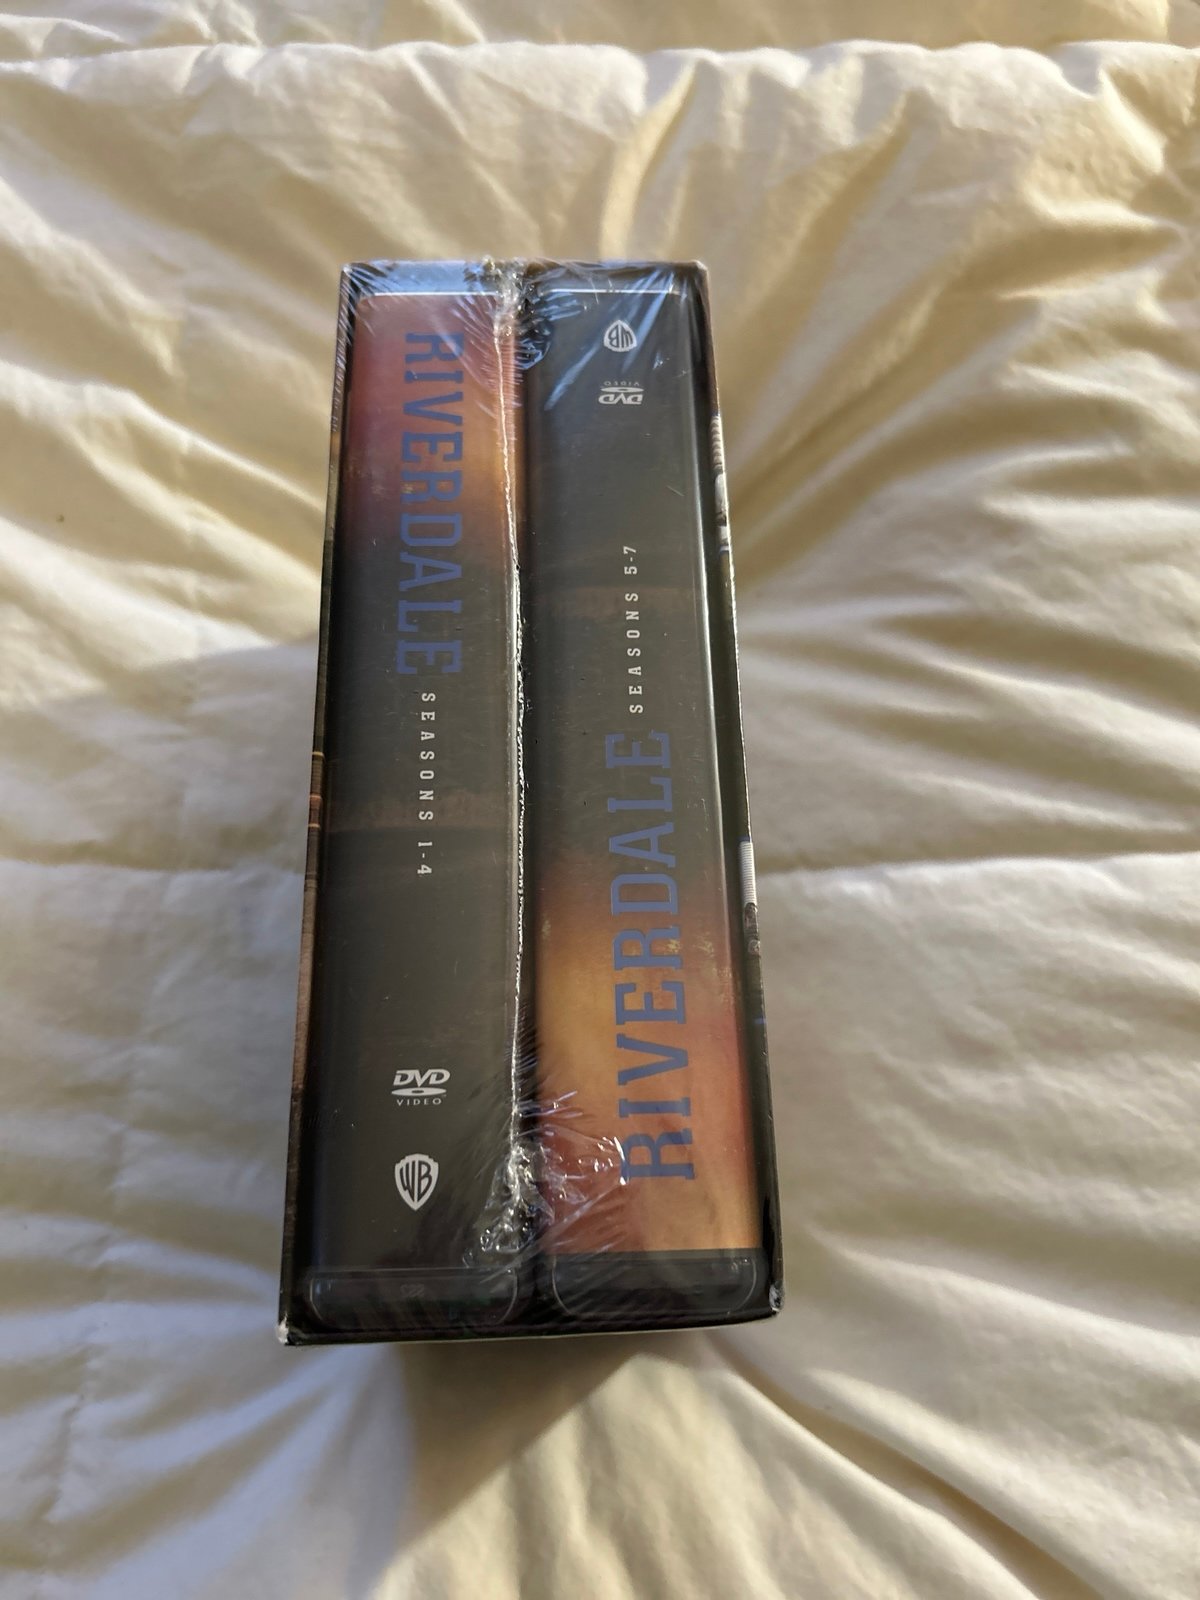 RIVERDALE
SEASONS 1-4
DVD
VIDEO
WB
RIVERDALE
SEASONS 5-7
DVD
VIDEO
WB